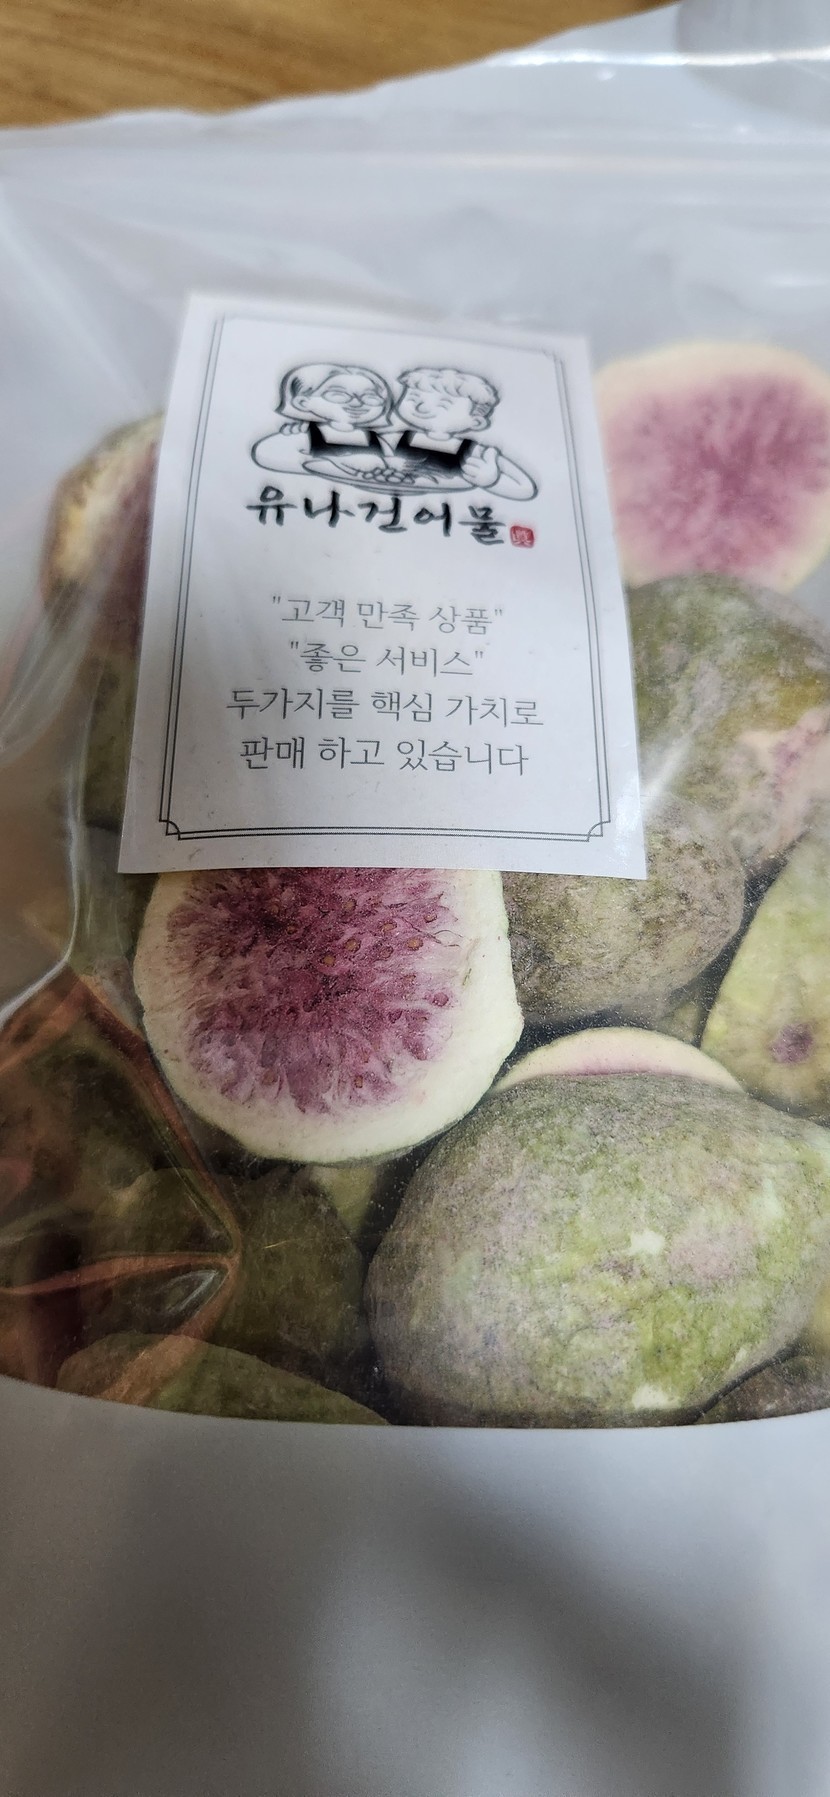 유나건어물
"고객 만족 상품"
"좋은 서비스"
두가지를 핵심 가치로
판매 하고 있습니다